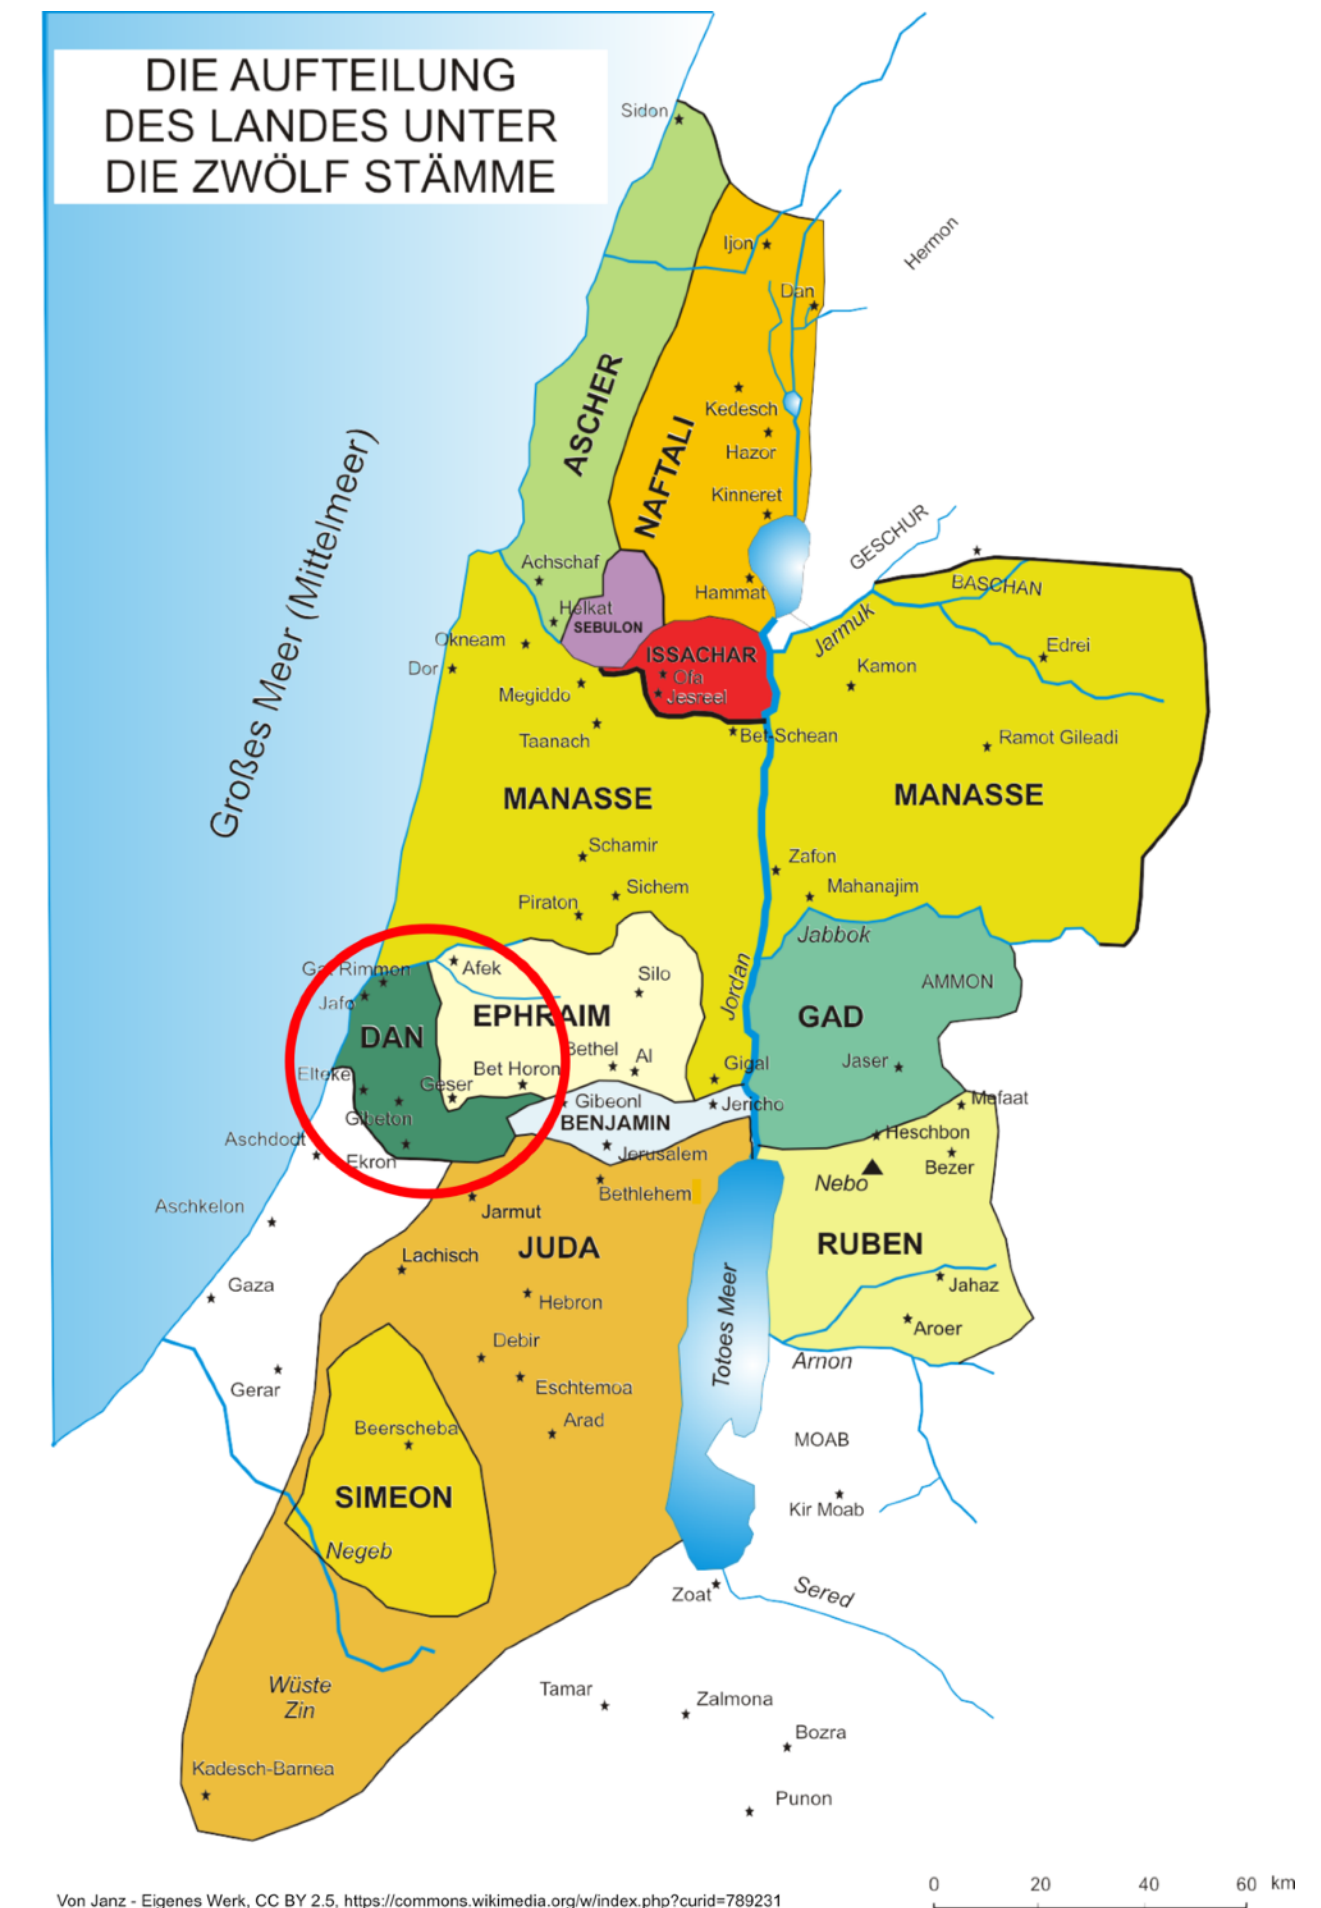 DIE AUFTEILUNG
DES LANDES UNTER
DIE ZWÖLF STÄMME
Sidon
Ijon
Hermon
Dan
ASCHER
NAFTALI
Kedesch
Hazor
Kinneret
Großes Meer (Mittelmeer)
GESCHUR
Achschaf
Hammat
BASCHAN
Helkat
SEBULON
Jarmuk
Okneam
ISSACHAR
Edrei
Dor
Ofa
Kamon
Megiddo
Jesreel
Taanach
Bet-Schean
Ramot Gileadi
MANASSE
MANASSE
Schamir
Zafon
Sichem
Mahanajim
Piraton
Jabbok
Gat Rimmon
Afek
Silo
Jordan
AMMON
Jafo
EPHRAIM
GAD
DAN
Bethel
Al
Gigal
Jaser
Elteke
Geser
Bet Horon
Gibeonl
Jericho
Mefaat
Gibeton
BENJAMIN
Heschbon
Aschdodt
Ekron
Jerusalem
Bezer
Nebo
Bethlehem
Aschkelon
Jarmut
JUDA
RUBEN
Lachisch
Gaza
Hebron
Totoes Meer
Jahaz
Aroer
Debir
Arnon
Gerar
Eschtemoa
Beerscheba
Arad
MOAB
SIMEON
Kir Moab
Negeb
Zoat
Sered
Wüste
Zin
Tamar
Zalmona
Bozra
Kadesch-Barnea
Punon
0 20 40 60 km
Von Janz - Eigenes Werk, CC BY 2.5, https://commons.wikimedia.org/w/index.php?curid=789231